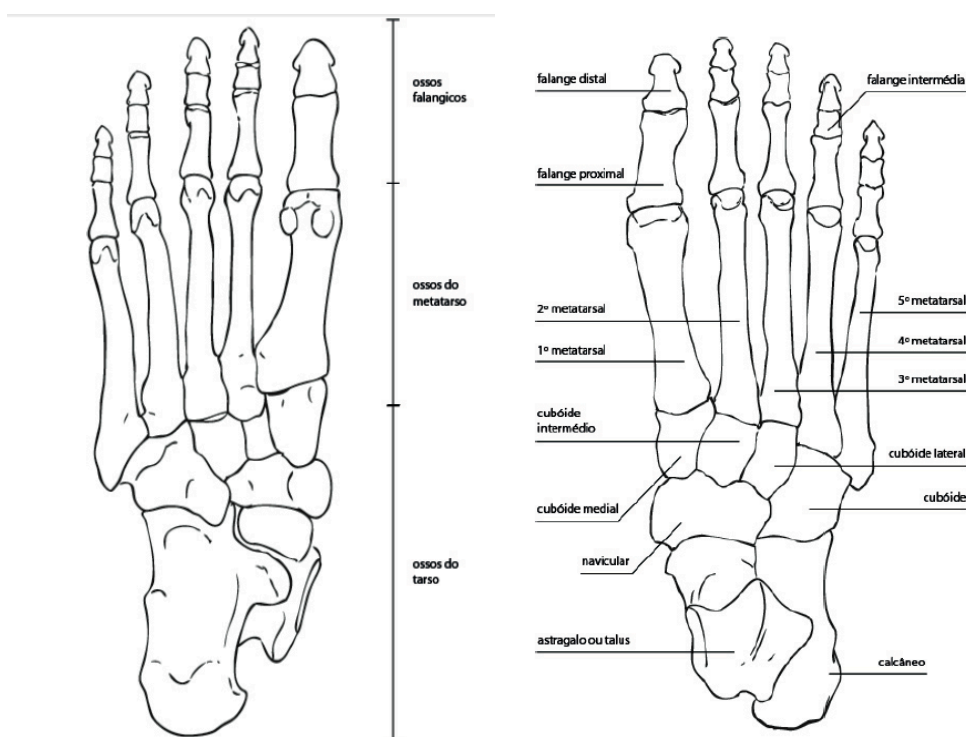 ossos
falangicos
ossos do
metatarso
ossos do
tarso
falange distal
falange intermédia
falange proximal
2º metatarsal
1º metatarsal
5º metatarsal
4º metatarsal
3º metatarsal
cubóide
intermédio
cubóide lateral
cubóide medial
cubóide
navicular
astragalo ou talus
calcâneo